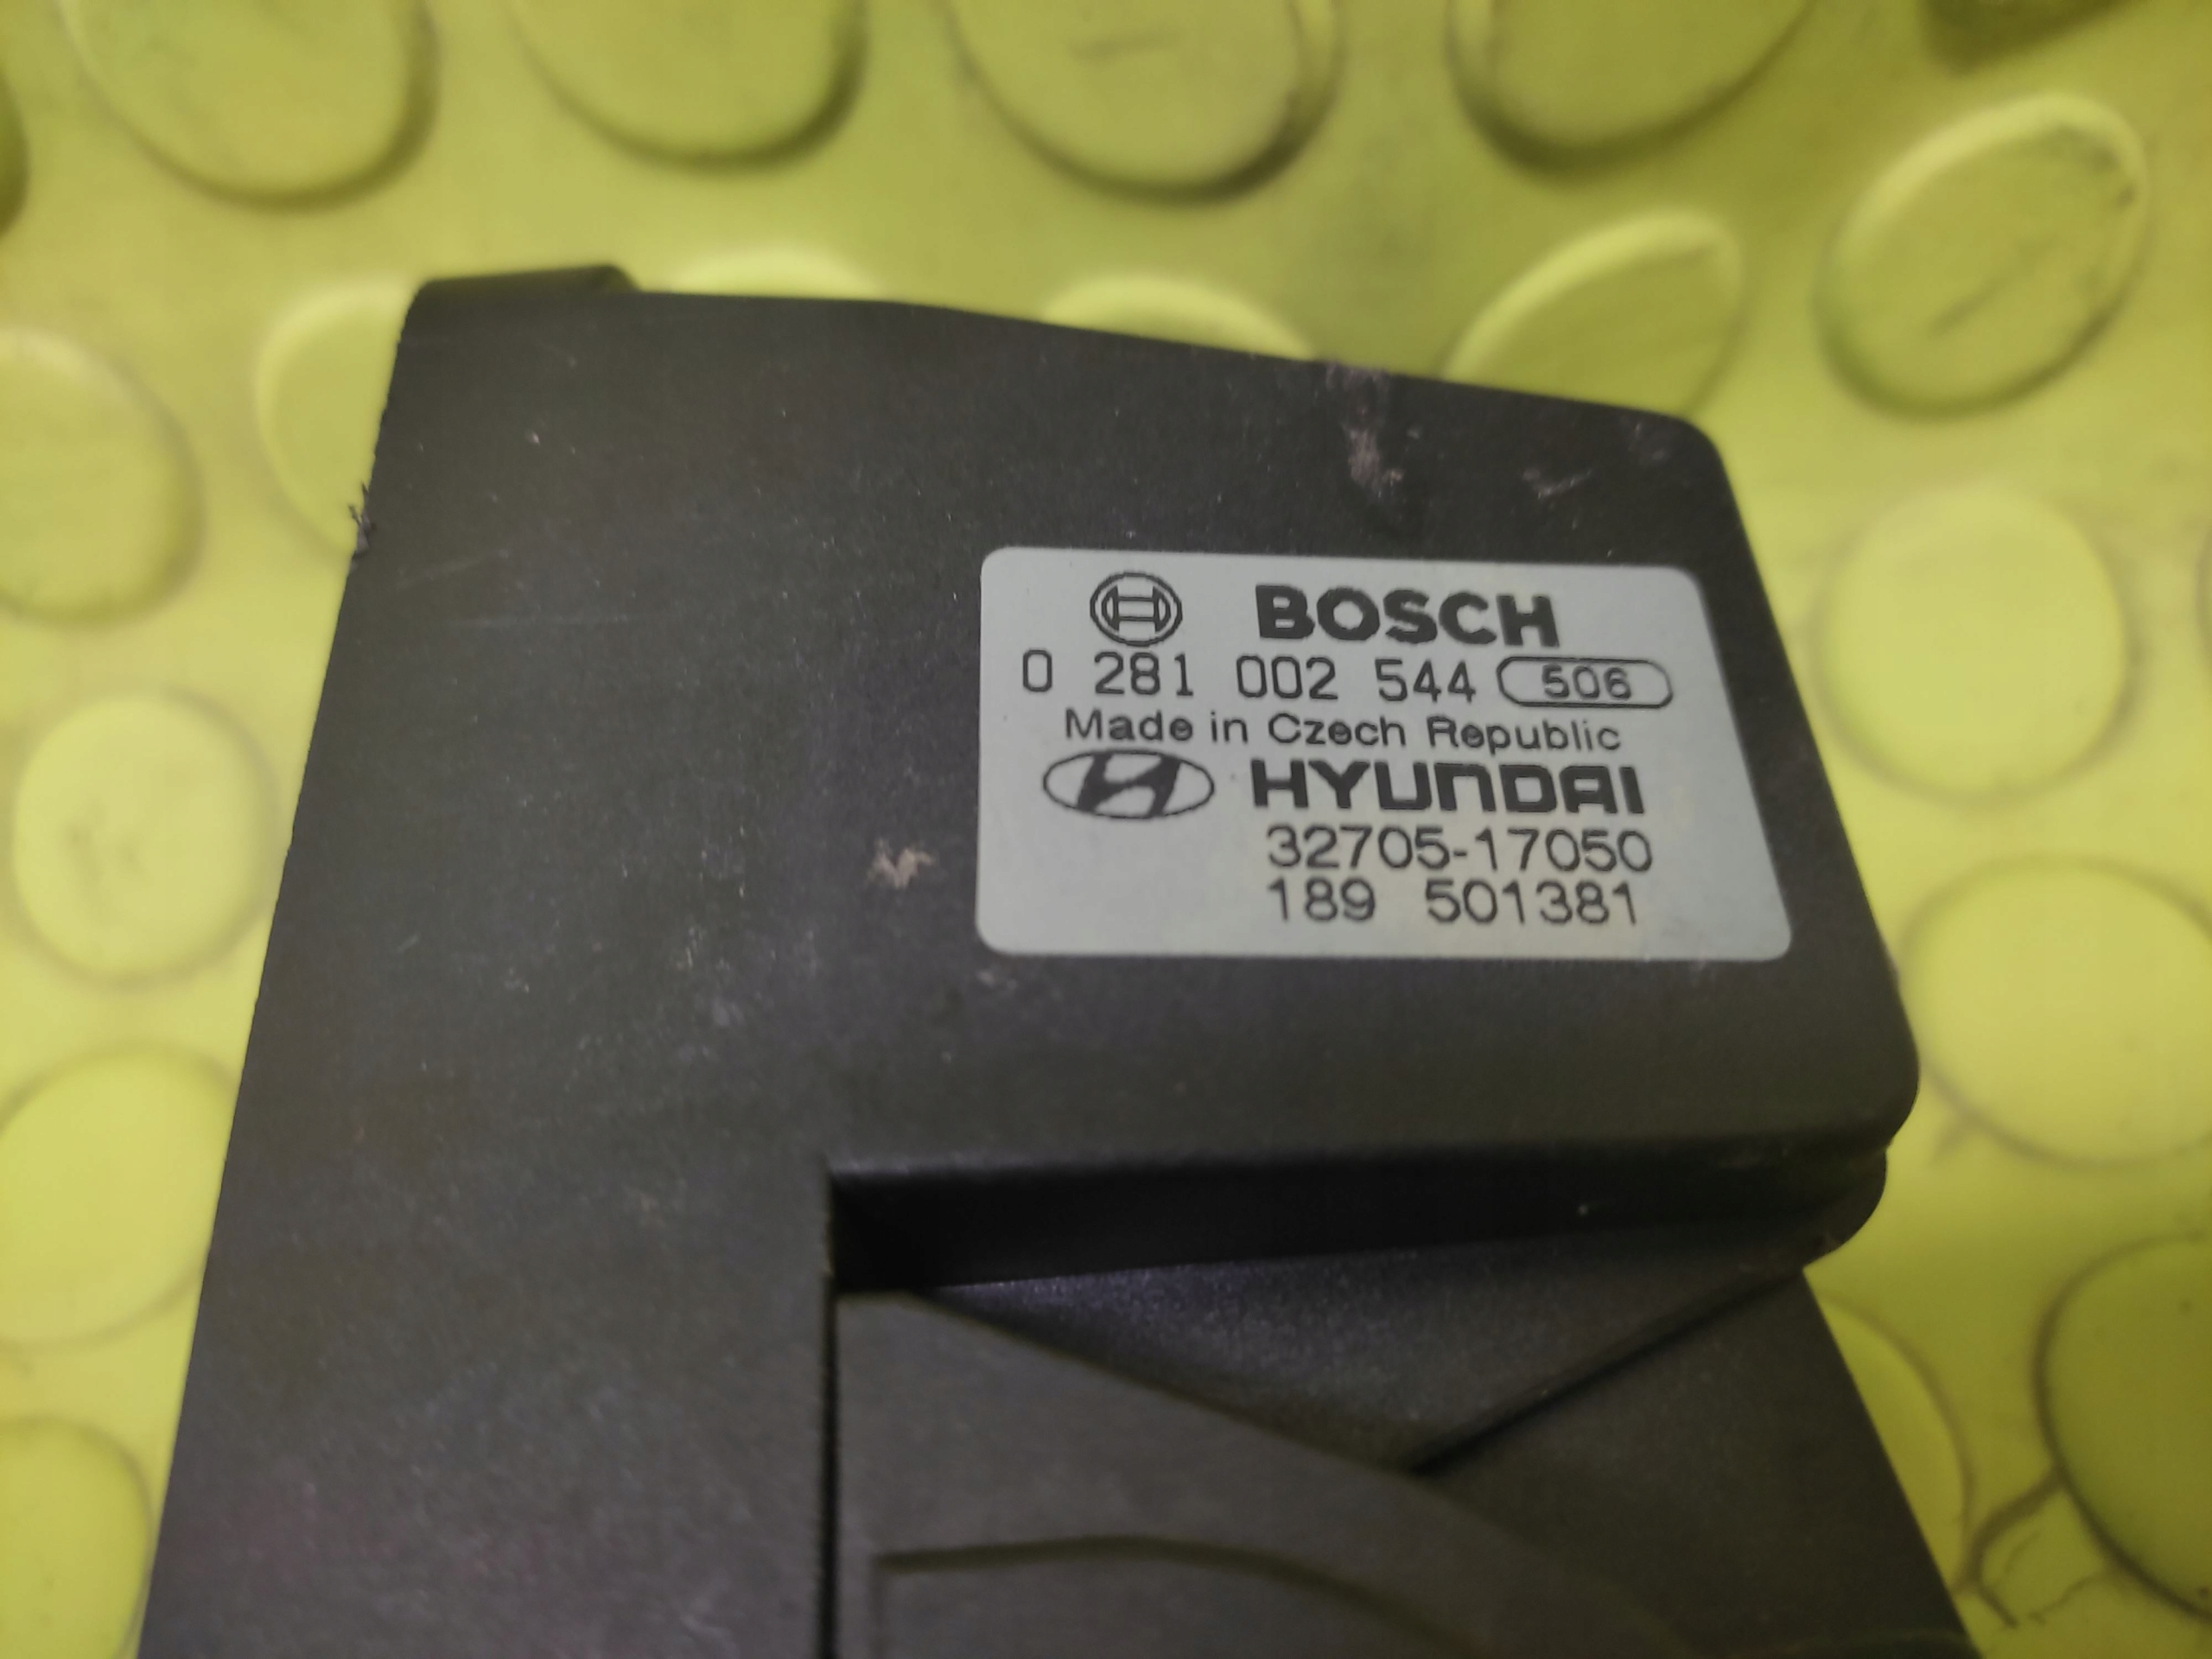 BOSCH
0 281 002 544 506
Made in Czech Republic
HYUNDAI
32705-17050
189 501381